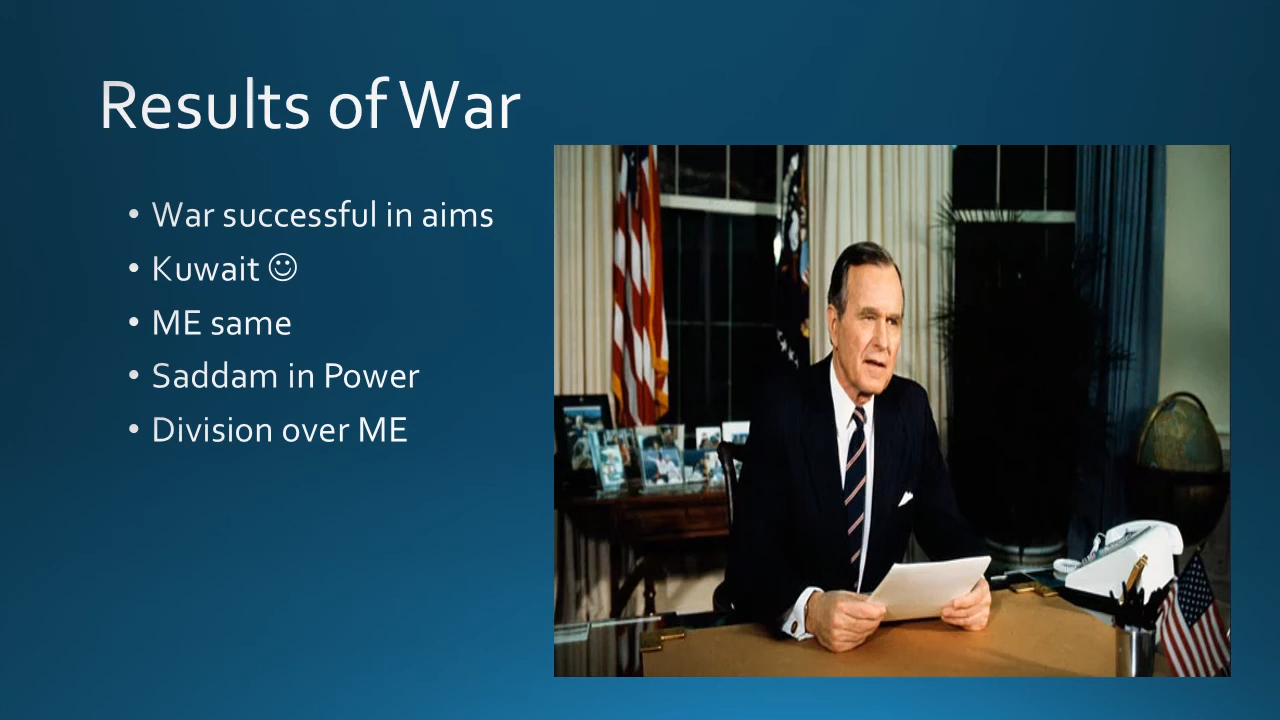 Results of War
• War successful in aims
• Kuwait ☺
• ME same
• Saddam in Power
• Division over ME